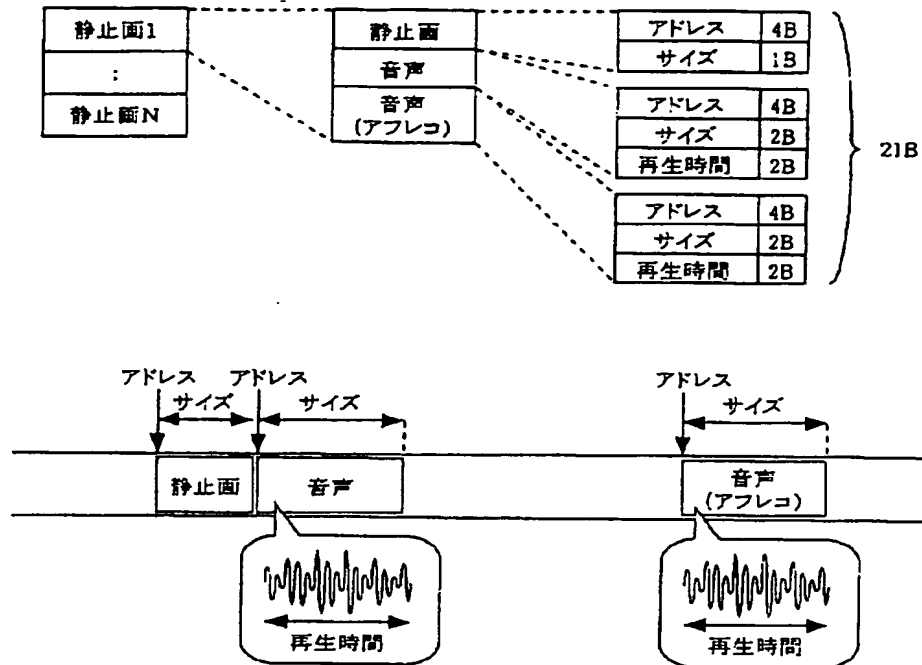 静止画1
:
静止画N
静止画
音声
音声
(アフレコ)
アドレス 4B
サイズ 1B
アドレス 4B
サイズ 2B
再生時間 2B
アドレス 4B
サイズ 2B
再生時間 2B
21B
アドレス アドレス
サイズ サイズ
静止画 音声
再生時間
アドレス
サイズ
音声
(アフレコ)
再生時間